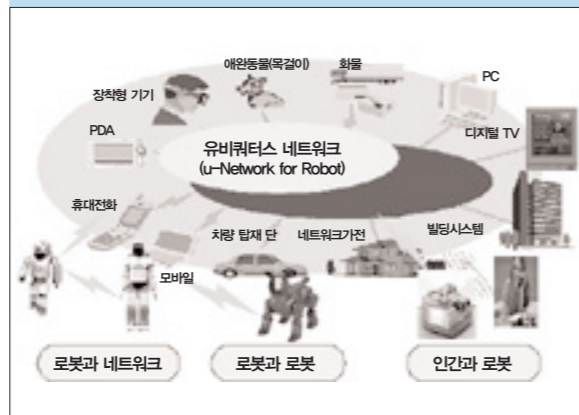 애완동물(목걸이)
화물
PC
장착형 기기
디지털 TV
PDA
유비쿼터스 네트워크
(u-Network for Robot)
휴대전화
차량 탑재 단
네트워크가전
빌딩시스템
모바일
로봇과 네트워크
로봇과 로봇
인간과 로봇